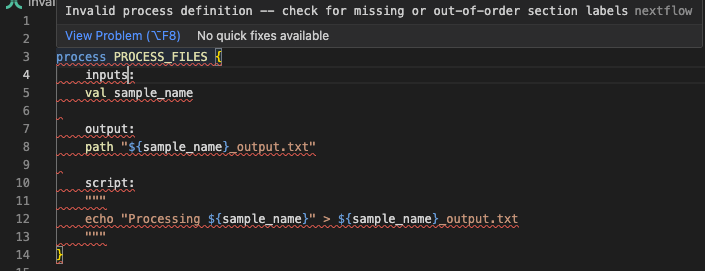 Inval
Invalid process definition -- check for missing or out-of-order section labels nextflow
View Problem (⌥F8) No quick fixes available
1
2
3 process PROCESS_FILES {
4 inputs:
5 val sample_name
6
7 output:
8 path "${sample_name}_output.txt"
9
10 script:
11 """
12 echo "Processing ${sample_name}" > ${sample_name}_output.txt
13 """
14 }
15